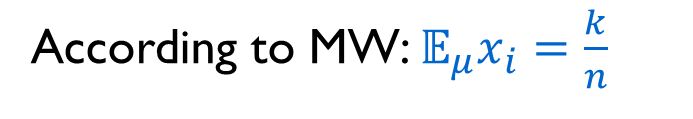 According to MW: 𝔼_μ x_i = k/n